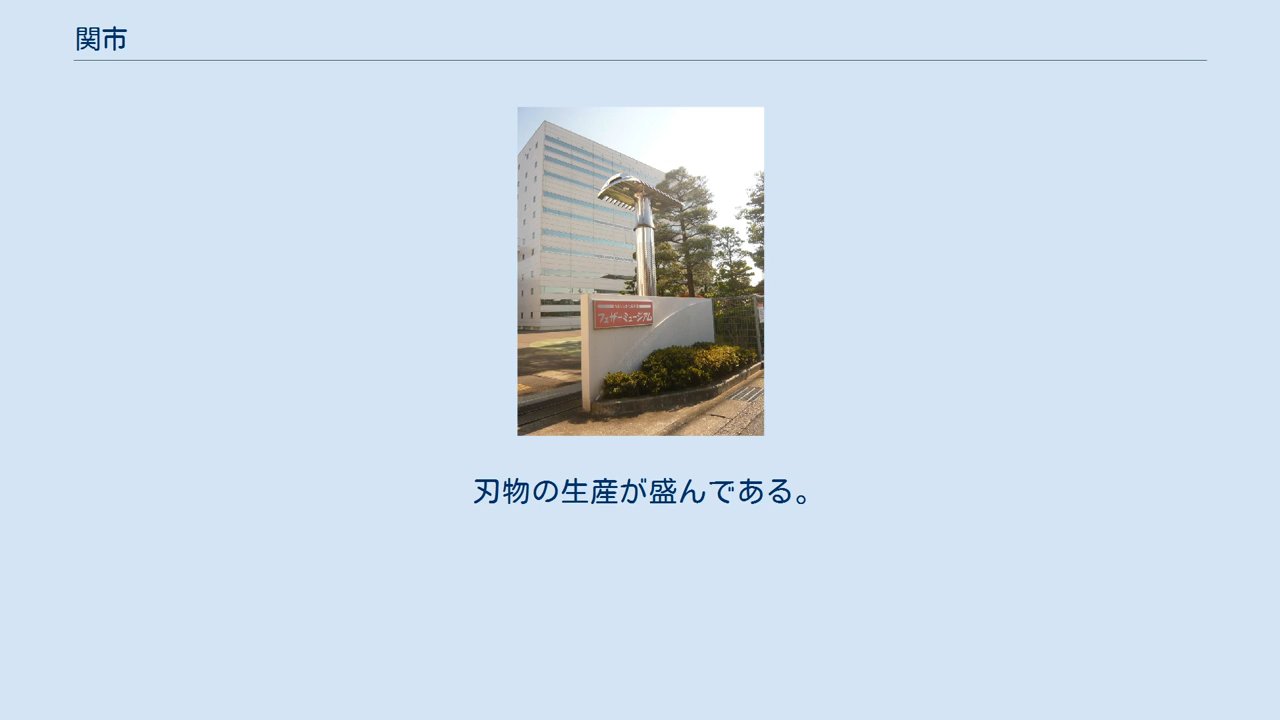 関市
フェザーミュージアム
刃物の生産が盛んである。